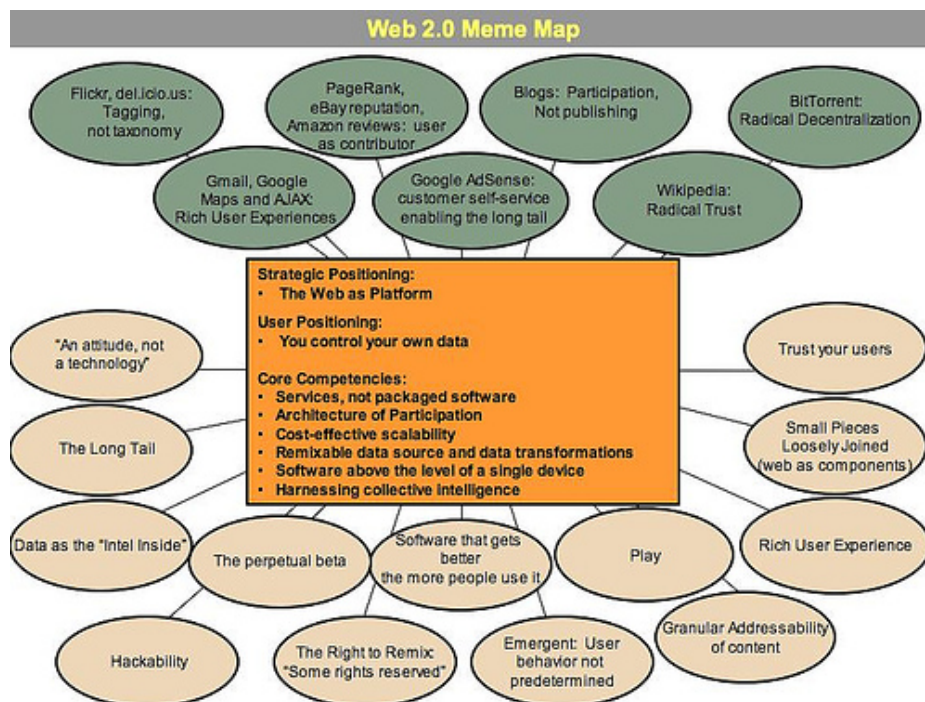 Web 2.0 Meme Map
Flickr, del.icio.us:
Tagging,
not taxonomy
PageRank,
eBay reputation,
Amazon reviews: user
as contributor
Blogs: Participation,
Not publishing
BitTorrent:
Radical Decentralization
Gmail, Google
Maps and AJAX:
Rich User Experiences
Google AdSense:
customer self-service
enabling the long tail
Wikipedia:
Radical Trust
Strategic Positioning:
• The Web as Platform
User Positioning:
• You control your own data
Core Competencies:
• Services, not packaged software
• Architecture of Participation
• Cost-effective scalability
• Remixable data source and data transformations
• Software above the level of a single device
• Harnessing collective intelligence
"An attitude, not
a technology"
Trust your users
The Long Tail
Small Pieces
Loosely Joined
(web as components)
Data as the "Intel Inside"
The perpetual beta
Software that gets
better
the more people use it
Play
Rich User Experience
Hackability
The Right to Remix:
"Some rights reserved"
Emergent: User
behavior not
predetermined
Granular Addressability
of content